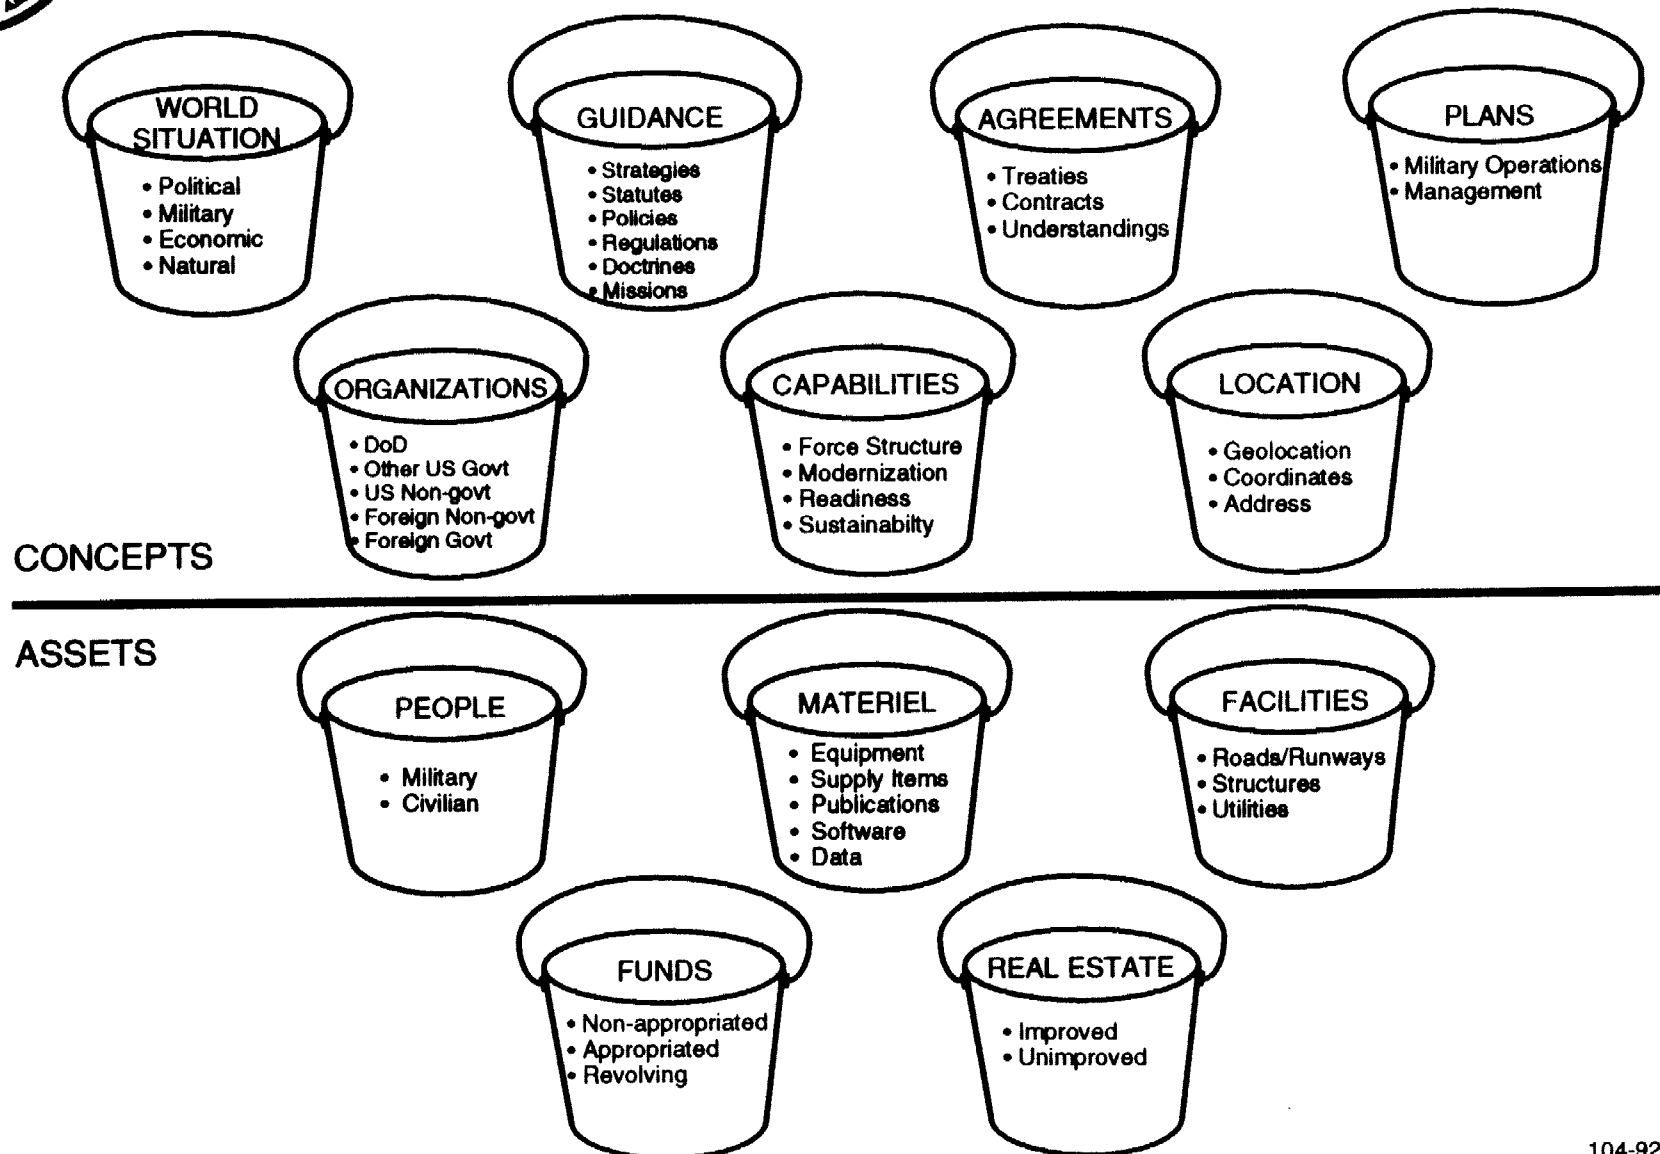 WORLD
SITUATION
• Political
• Military
• Economic
• Natural
GUIDANCE
• Strategies
• Statutes
• Policies
• Regulations
• Doctrines
• Missions
AGREEMENTS
• Treaties
• Contracts
• Understandings
PLANS
• Military Operations
• Management
ORGANIZATIONS
• DoD
• Other US Govt
• US Non-govt
• Foreign Non-govt
• Foreign Govt
CAPABILITIES
• Force Structure
• Modernization
• Readiness
• Sustainabilty
LOCATION
• Geolocation
• Coordinates
• Address
CONCEPTS
ASSETS
PEOPLE
• Military
• Civilian
MATERIEL
• Equipment
• Supply Items
• Publications
• Software
• Data
FACILITIES
• Roads/Runways
• Structures
• Utilities
FUNDS
• Non-appropriated
• Appropriated
• Revolving
REAL ESTATE
• Improved
• Unimproved
104-92